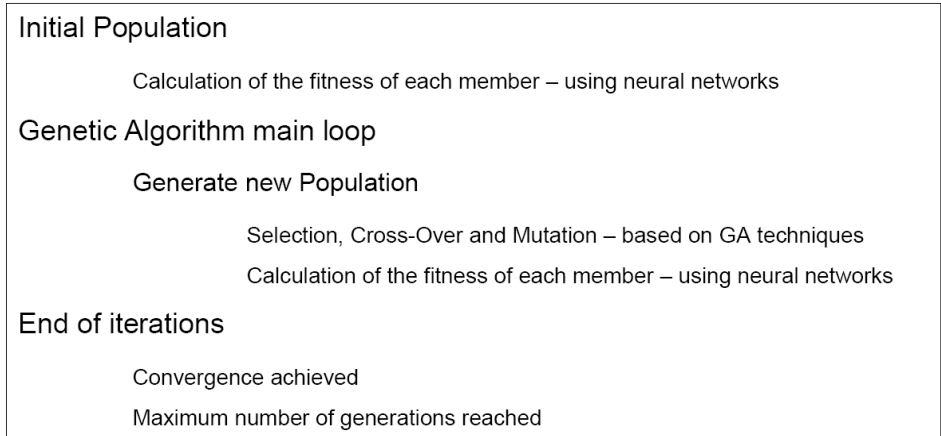 Initial Population
Calculation of the fitness of each member – using neural networks
Genetic Algorithm main loop
Generate new Population
Selection, Cross-Over and Mutation – based on GA techniques
Calculation of the fitness of each member – using neural networks
End of iterations
Convergence achieved
Maximum number of generations reached